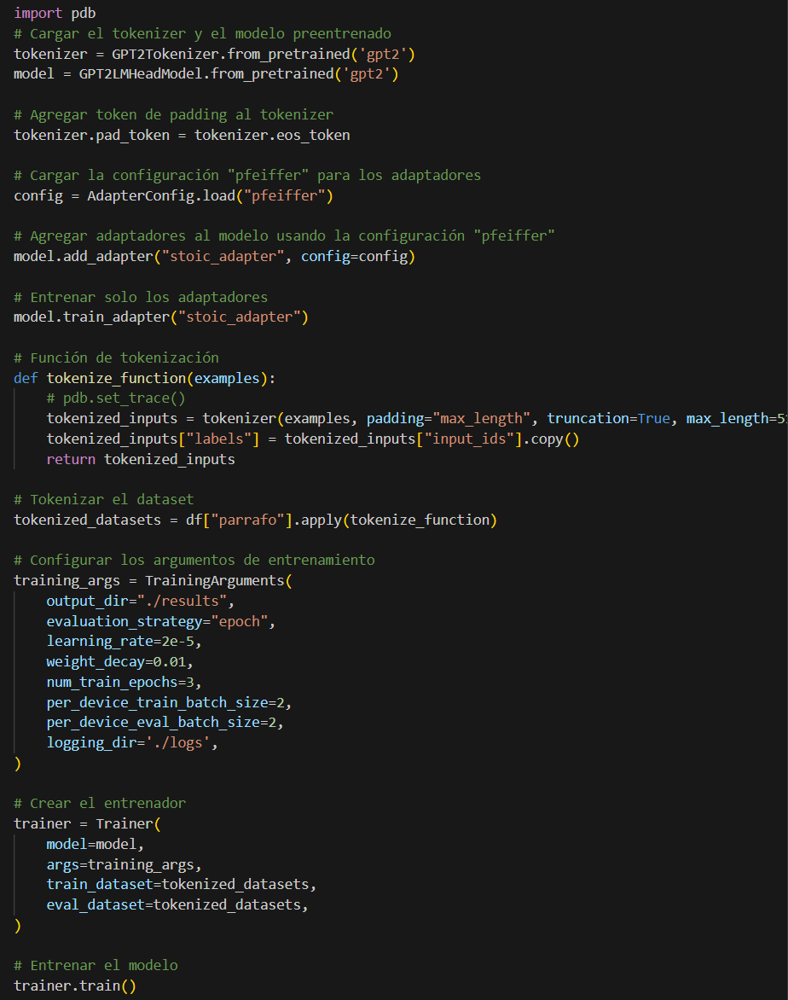 import pdb
# Cargar el tokenizer y el modelo preentrenado
tokenizer = GPT2Tokenizer.from_pretrained('gpt2')
model = GPT2LMHeadModel.from_pretrained('gpt2')
# Agregar token de padding al tokenizer
tokenizer.pad_token = tokenizer.eos_token
# Cargar la configuración "pfeiffer" para los adaptadores
config = AdapterConfig.load("pfeiffer")
# Agregar adaptadores al modelo usando la configuración "pfeiffer"
model.add_adapter("stoic_adapter", config=config)
# Entrenar solo los adaptadores
model.train_adapter("stoic_adapter")
# Función de tokenización
def tokenize_function(examples):
    # pdb.set_trace()
    tokenized_inputs = tokenizer(examples, padding="max_length", truncation=True, max_length=5
    tokenized_inputs["labels"] = tokenized_inputs["input_ids"].copy()
    return tokenized_inputs
# Tokenizar el dataset
tokenized_datasets = df["parrafo"].apply(tokenize_function)
# Configurar los argumentos de entrenamiento
training_args = TrainingArguments(
    output_dir="./results",
    evaluation_strategy="epoch",
    learning_rate=2e-5,
    weight_decay=0.01,
    num_train_epochs=3,
    per_device_train_batch_size=2,
    per_device_eval_batch_size=2,
    logging_dir='./logs',
)
# Crear el entrenador
trainer = Trainer(
    model=model,
    args=training_args,
    train_dataset=tokenized_datasets,
    eval_dataset=tokenized_datasets,
)
# Entrenar el modelo
trainer.train()